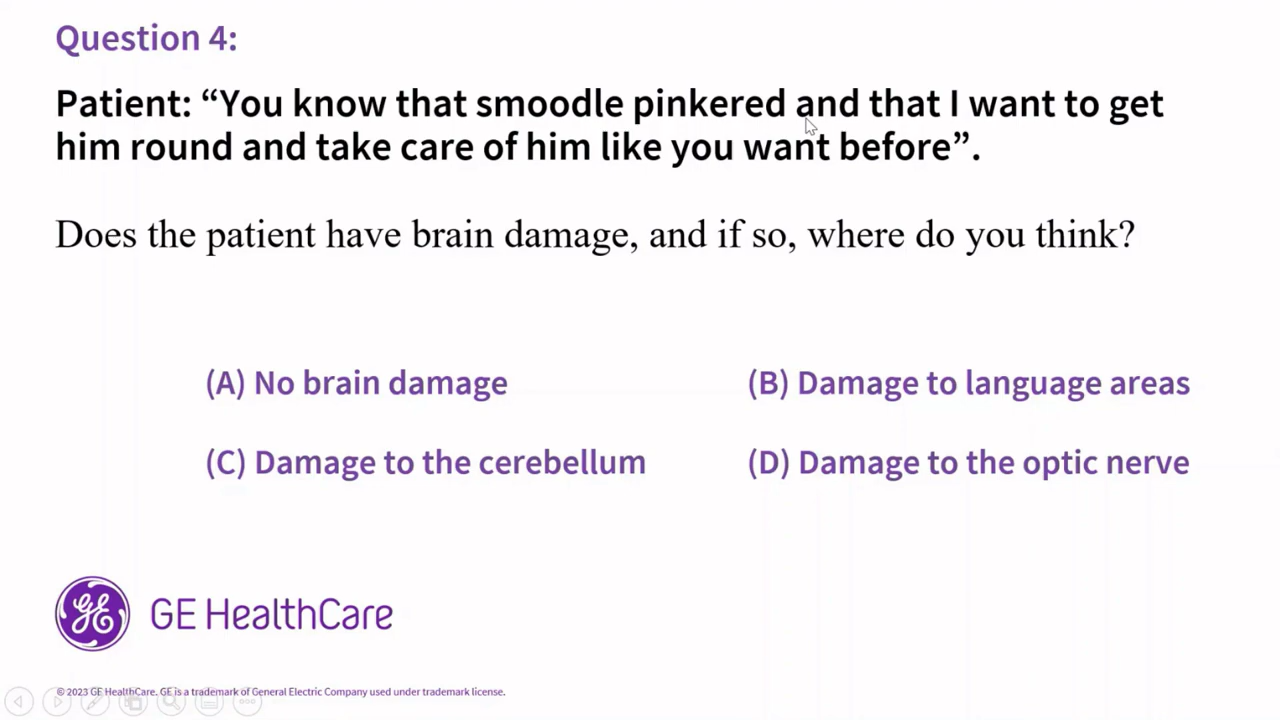 Question 4:
Patient: “You know that smoodle pinkered and that I want to get
him round and take care of him like you want before”.
Does the patient have brain damage, and if so, where do you think?
(A) No brain damage
(B) Damage to language areas
(C) Damage to the cerebellum
(D) Damage to the optic nerve
GE
GE HealthCare
© 2023 GE HealthCare. GE is a trademark of General Electric Company used under trademark license.